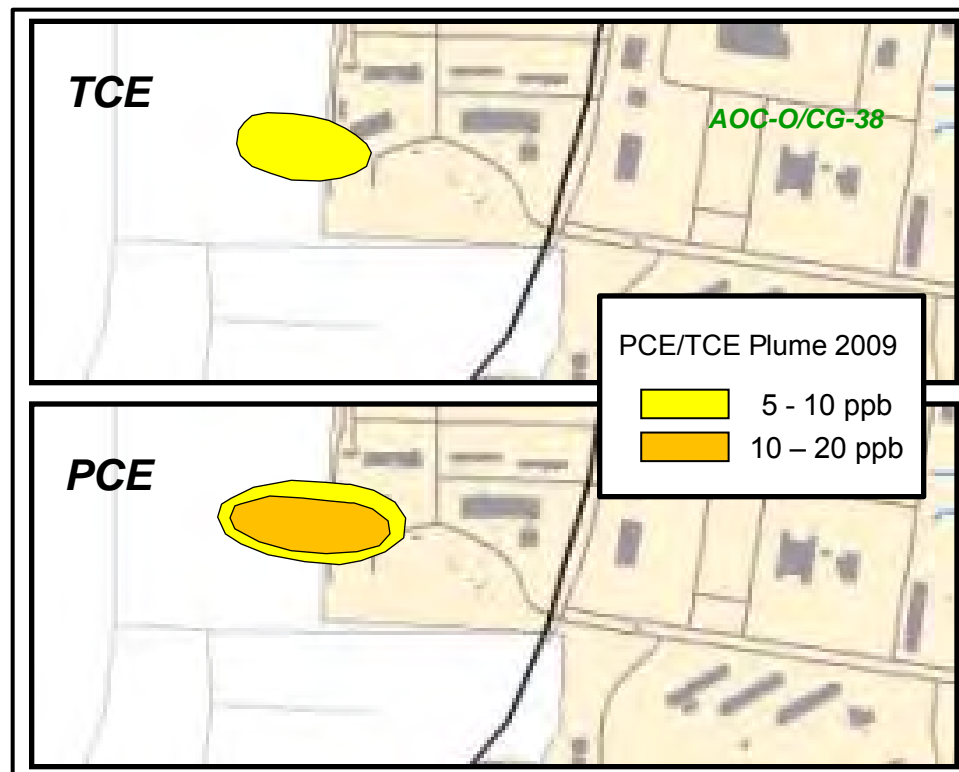 TCE
AOC-O/CG-38
PCE/TCE Plume 2009
5 - 10 ppb
10 – 20 ppb
PCE